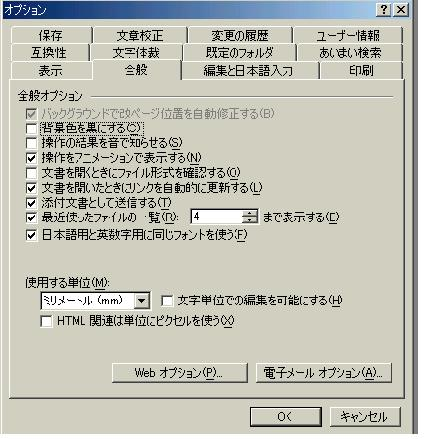 オプション
保存 文章校正 変更の履歴 ユーザー情報
互換性 文字体裁 既定のフォルダ あいまい検索
表示 全般 編集と日本語入力 印刷
全般オプション
バックグラウンドで改ページ位置を自動修正する(B)
背景色を黒にする(C)
操作の結果を音で知らせる(S)
操作をアニメーションで表示する(N)
文書を開くときにファイル形式を確認する(O)
文書を開いたときにリンクを自動的に更新する(L)
添付文書として送信する(T)
最近使ったファイルの一覧(R): 4 まで表示する(E)
日本語用と英数字用に同じフォントを使う(F)
使用する単位(M):
ミリメートル (mm) 文字単位での編集を可能にする(H)
HTML 関連は単位にピクセルを使う(X)
Web オプション(P)... 電子メール オプション(A)...
OK キャンセル